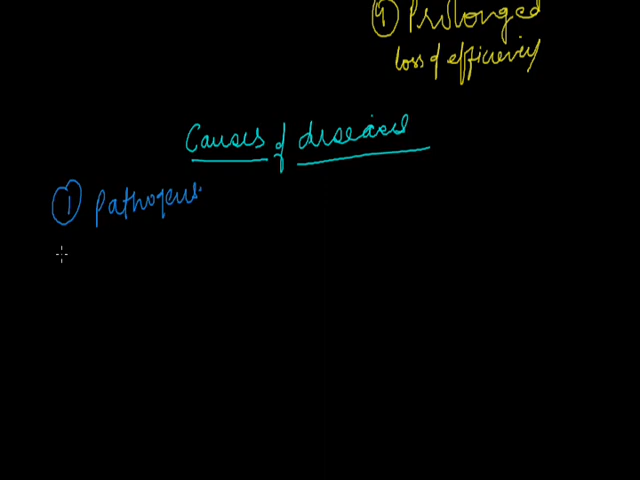 ④ Prolonged
loss of efficiency
Causes of diseases
① Pathogens.